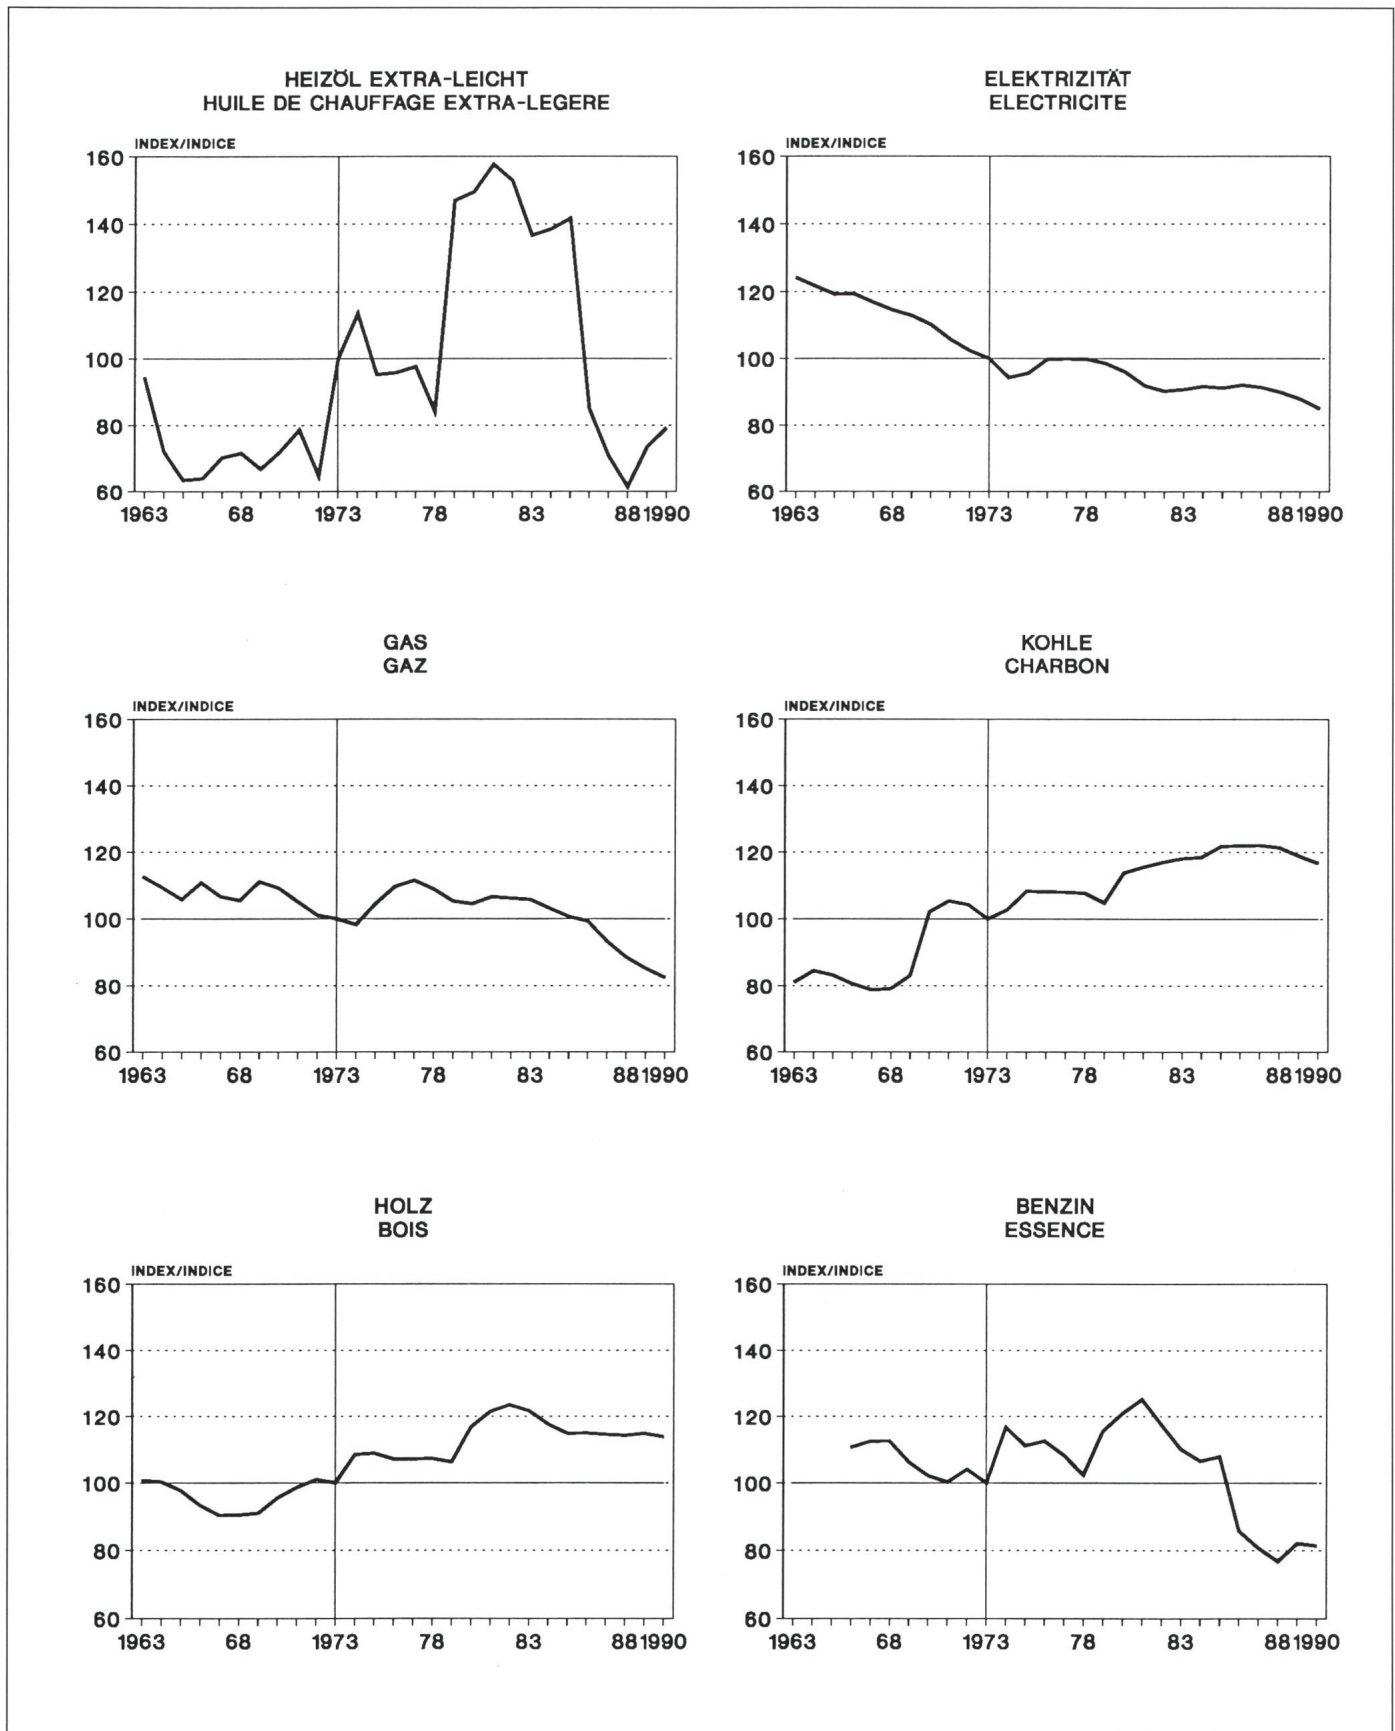 HEIZÖL EXTRA-LEICHT
HUILE DE CHAUFFAGE EXTRA-LEGERE
INDEX/INDICE
160
140
120
100
80
60
1963 68 1973 78 83 88 1990
ELEKTRIZITÄT
ELECTRICITE
INDEX/INDICE
160
140
120
100
80
60
1963 68 1973 78 83 88 1990
GAS
GAZ
INDEX/INDICE
160
140
120
100
80
60
1963 68 1973 78 83 88 1990
KOHLE
CHARBON
INDEX/INDICE
160
140
120
100
80
60
1963 68 1973 78 83 88 1990
HOLZ
BOIS
INDEX/INDICE
160
140
120
100
80
60
1963 68 1973 78 83 88 1990
BENZIN
ESSENCE
INDEX/INDICE
160
140
120
100
80
60
1963 68 1973 78 83 88 1990